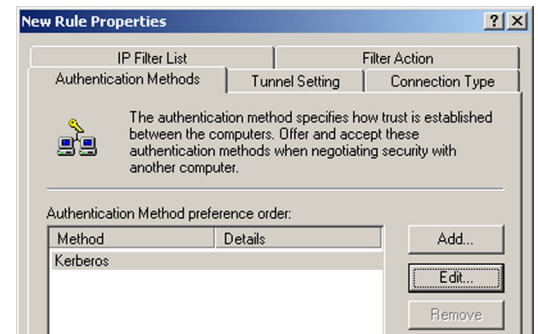 New Rule Properties
IP Filter List Filter Action
Authentication Methods Tunnel Setting Connection Type
The authentication method specifies how trust is established
between the computers. Offer and accept these
authentication methods when negotiating security with
another computer.
Authentication Method preference order:
Method Details
Kerberos
Add...
Edit...
Remove